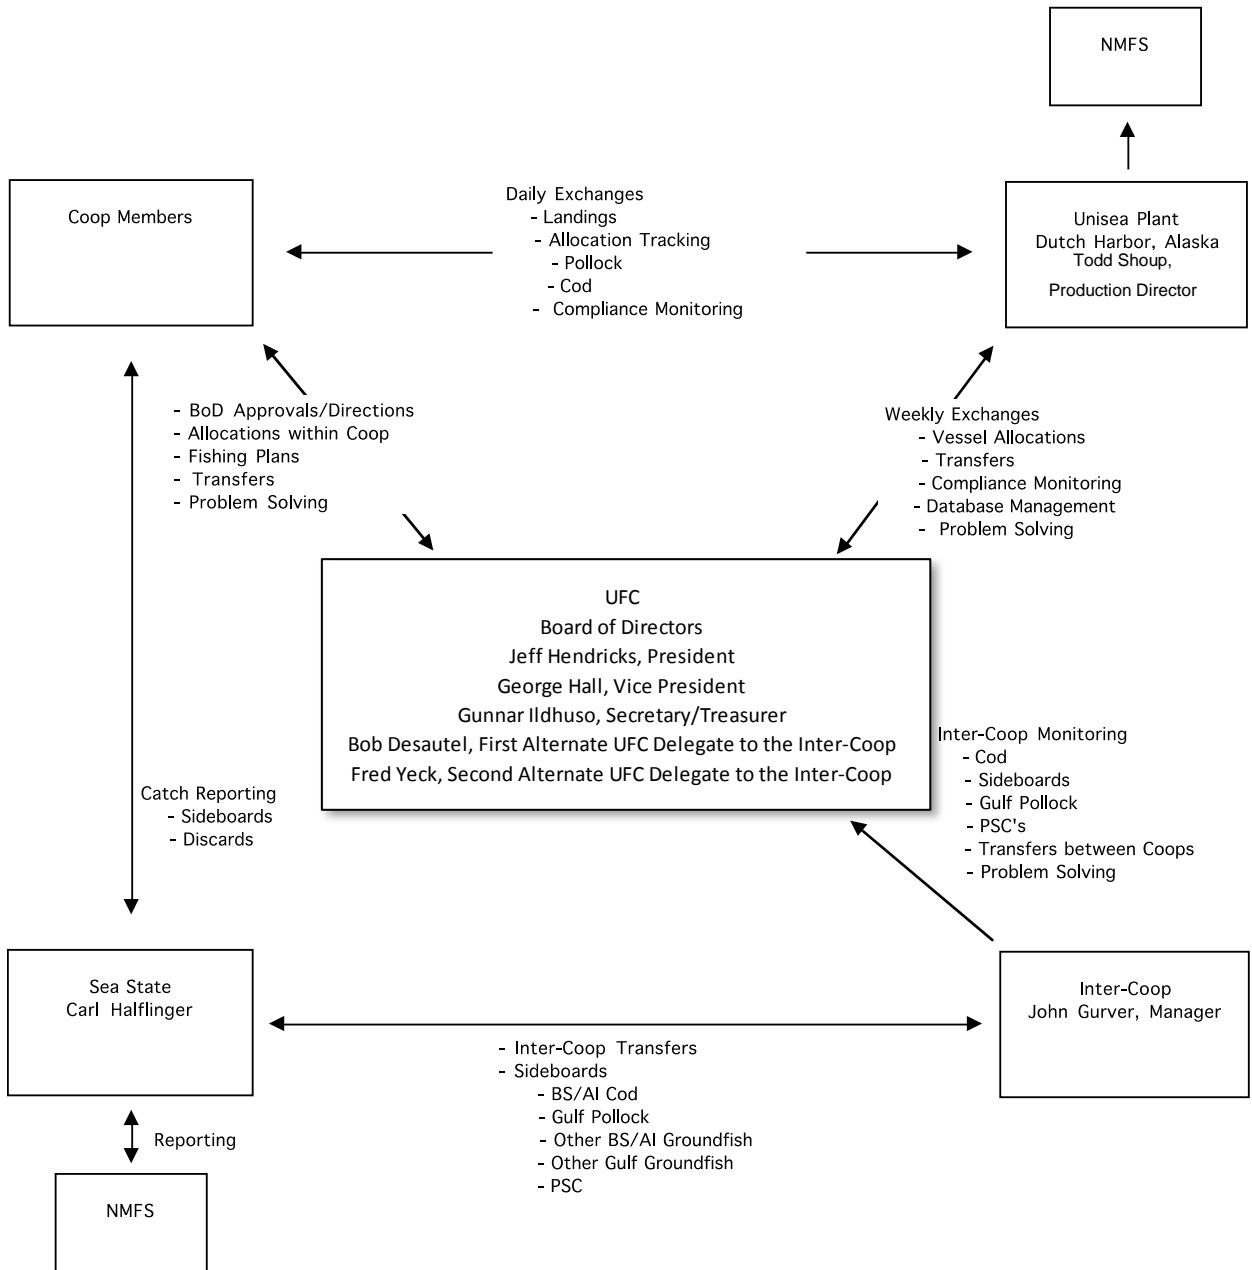 NMFS
Coop Members
Daily Exchanges
- Landings
- Allocation Tracking
- Pollock
- Cod
- Compliance Monitoring
Unisea Plant
Dutch Harbor, Alaska
Todd Shoup,
Production Director
- BoD Approvals/Directions
- Allocations within Coop
- Fishing Plans
- Transfers
- Problem Solving
Weekly Exchanges
- Vessel Allocations
- Transfers
- Compliance Monitoring
- Database Management
- Problem Solving
UFC
Board of Directors
Jeff Hendricks, President
George Hall, Vice President
Gunnar Ildhuso, Secretary/Treasurer
Bob Desautel, First Alternate UFC Delegate to the Inter-Coop
Fred Yeck, Second Alternate UFC Delegate to the Inter-Coop
Inter-Coop Monitoring
- Cod
- Sideboards
- Gulf Pollock
- PSC's
- Transfers between Coops
- Problem Solving
Catch Reporting
- Sideboards
- Discards
Sea State
Carl Halflinger
Inter-Coop
John Gurver, Manager
- Inter-Coop Transfers
- Sideboards
- BS/AI Cod
- Gulf Pollock
- Other BS/AI Groundfish
- Other Gulf Groundfish
- PSC
Reporting
NMFS